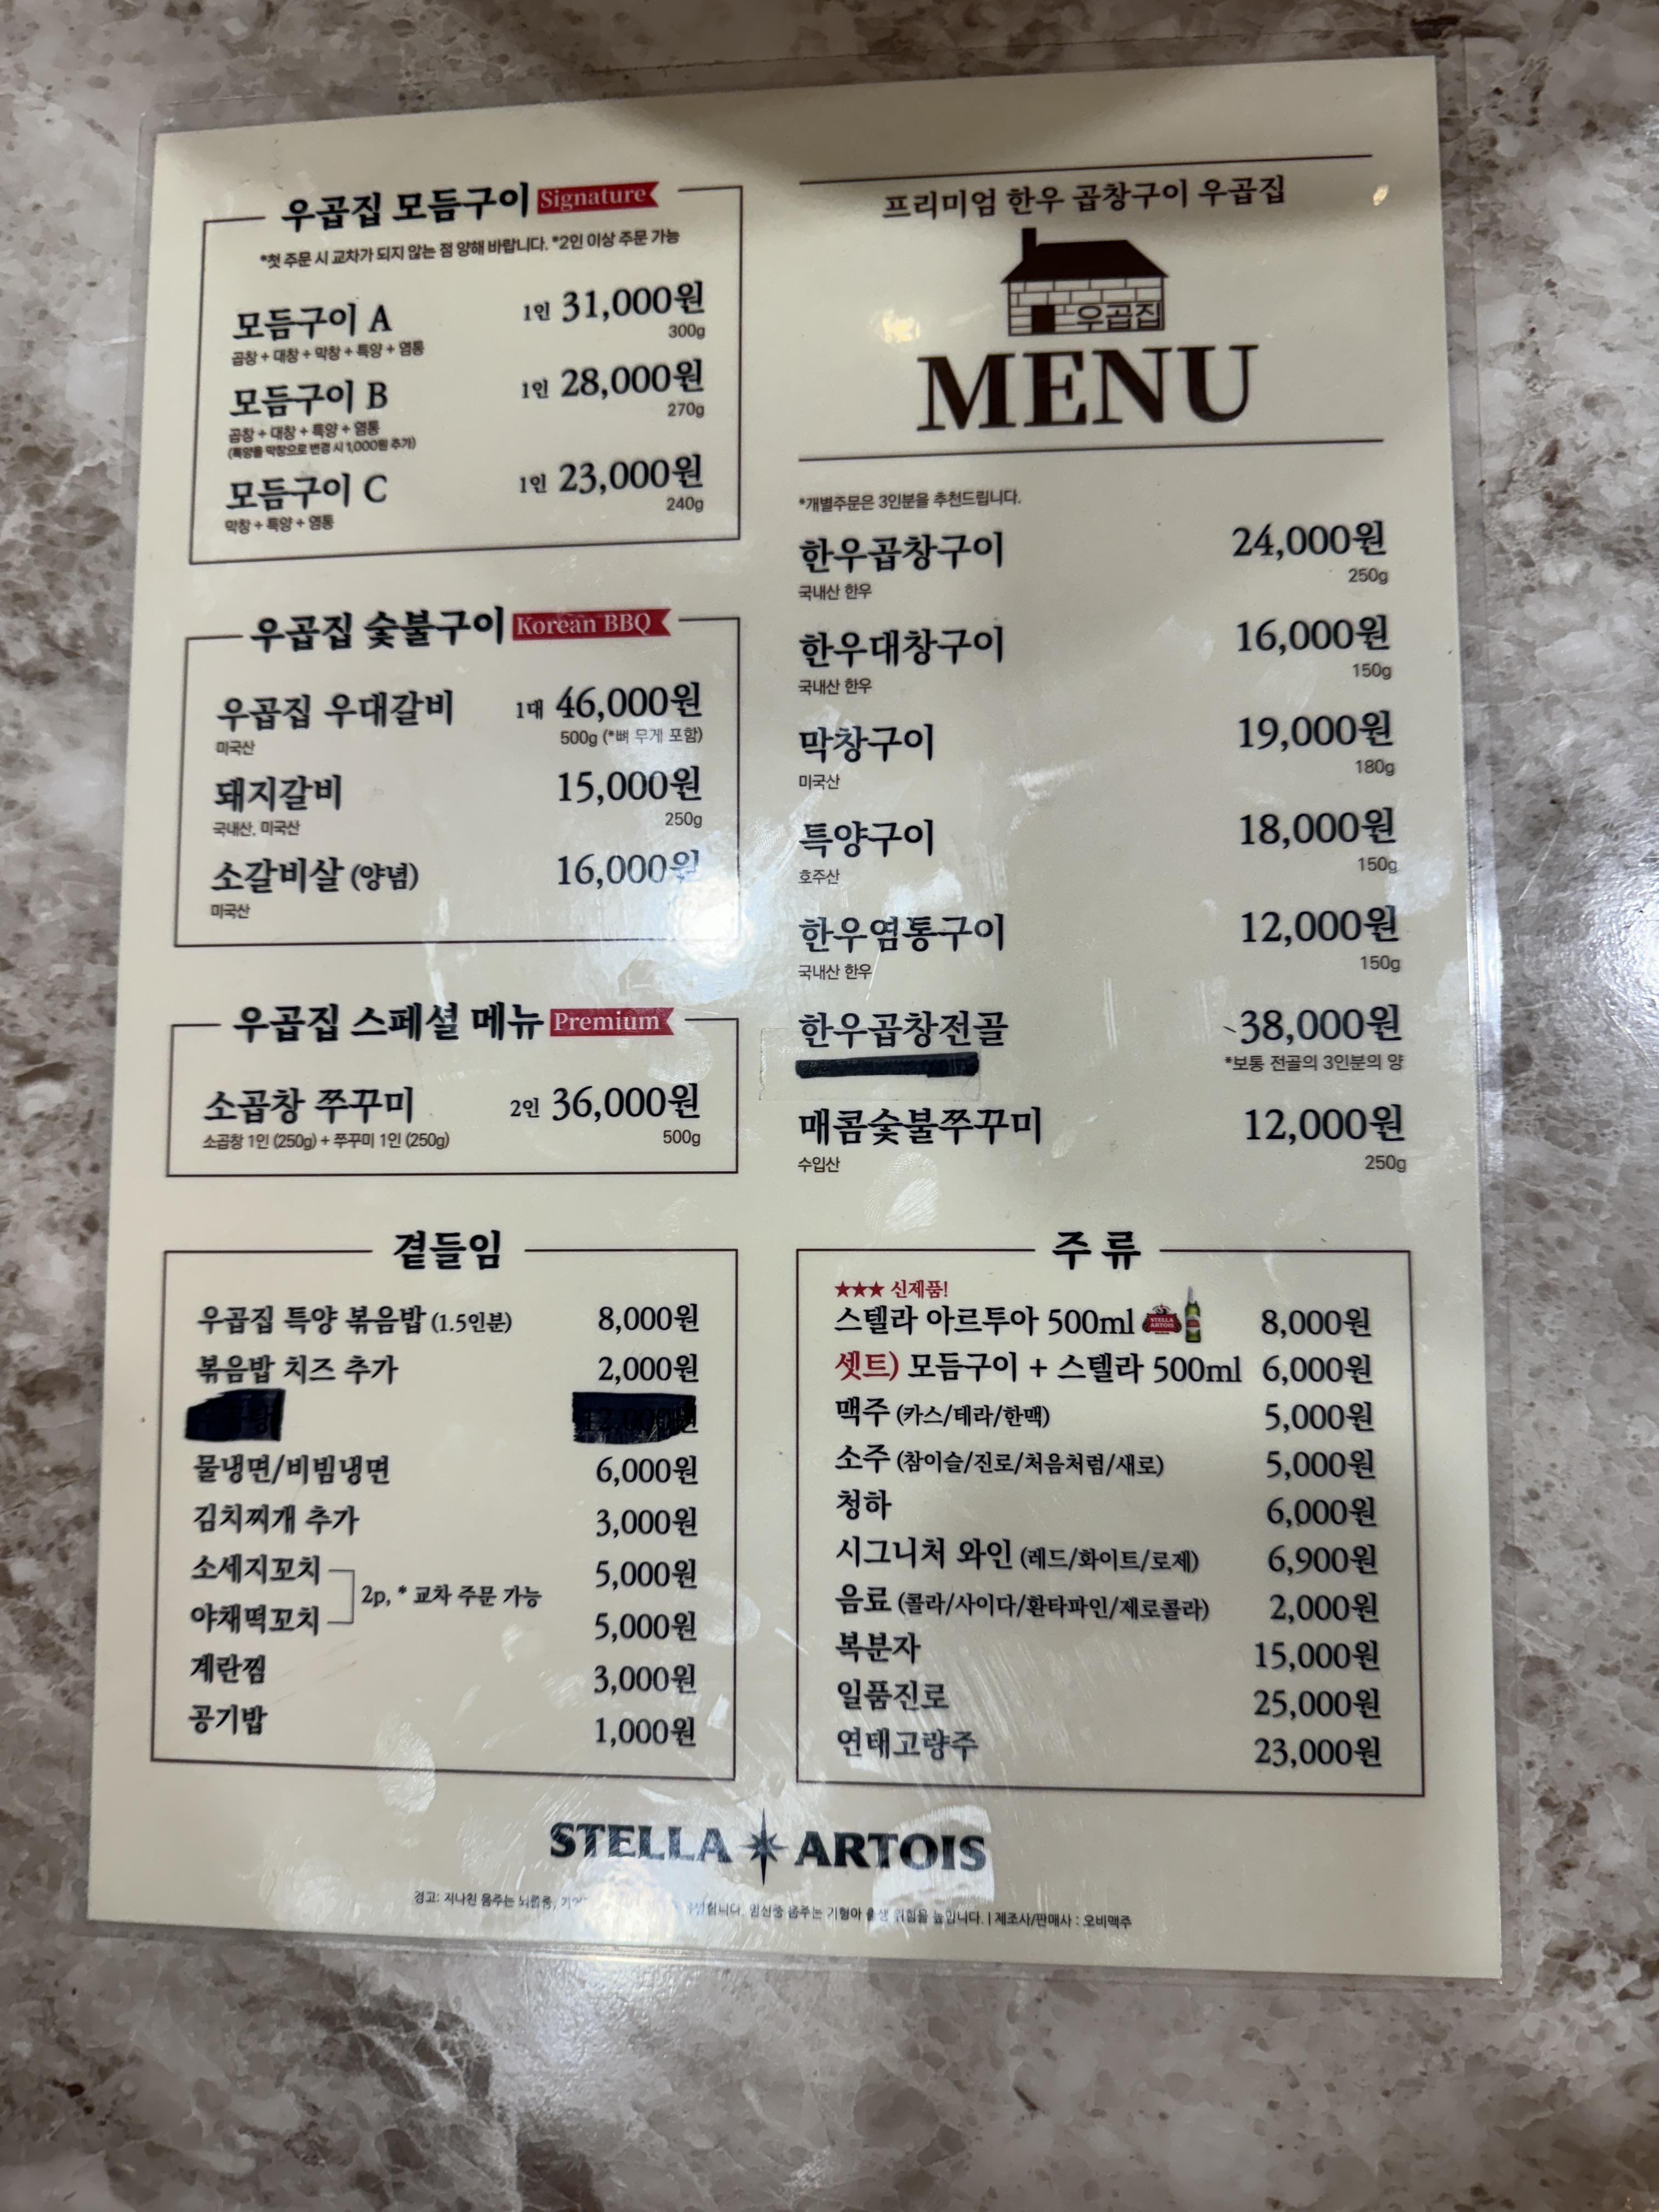 우곱집 모듬구이 Signature
*첫 주문 시 교차가 되지 않는 점 양해 바랍니다. *2인 이상 주문 가능
모듬구이 A 1인 31,000원
곱창 + 대창 + 막창 + 특양 + 염통 300g
모듬구이 B 1인 28,000원
곱창 + 대창 + 특양 + 염통 270g
(특양을 막창으로 변경 시 1,000원 추가)
모듬구이 C 1인 23,000원
막창 + 특양 + 염통 240g
우곱집 숯불구이 Korean BBQ
우곱집 우대갈비 1대 46,000원
미국산 500g (*뼈 무게 포함)
돼지갈비 15,000원
국내산, 미국산 250g
소갈비살 (양념) 16,000원
미국산
우곱집 스페셜 메뉴 Premium
소곱창 쭈꾸미 2인 36,000원
소곱창 1인 (250g) + 쭈꾸미 1인 (250g) 500g
프리미엄 한우 곱창구이 우곱집
우곱집
MENU
*개별주문은 3인분을 추천드립니다.
한우곱창구이 24,000원
국내산 한우 250g
한우대창구이 16,000원
국내산 한우 150g
막창구이 19,000원
미국산 180g
특양구이 18,000원
호주산 150g
한우염통구이 12,000원
국내산 한우 150g
한우곱창전골 38,000원
*보통 전골의 3인분의 양
매콤숯불쭈꾸미 12,000원
수입산 250g
곁들임
우곱집 특양 볶음밥 (1.5인분) 8,000원
볶음밥 치즈 추가 2,000원
물냉면/비빔냉면 6,000원
김치찌개 추가 3,000원
소세지꼬치 5,000원
2p, * 교차 주문 가능
야채떡꼬치 5,000원
계란찜 3,000원
공기밥 1,000원
주류
★★★ 신제품!
스텔라 아르투아 500ml STELLA ARTOIS 8,000원
셋트) 모듬구이 + 스텔라 500ml 6,000원
맥주 (카스/테라/한맥) 5,000원
소주 (참이슬/진로/처음처럼/새로) 5,000원
청하 6,000원
시그니처 와인 (레드/화이트/로제) 6,900원
음료 (콜라/사이다/환타파인/제로콜라) 2,000원
복분자 15,000원
일품진로 25,000원
연태고량주 23,000원
STELLA ARTOIS
경고: 지나친 음주는 뇌졸중, 임신중 음주는 기형아 출생 위험을 높입니다. | 제조사/판매사 : 오비맥주